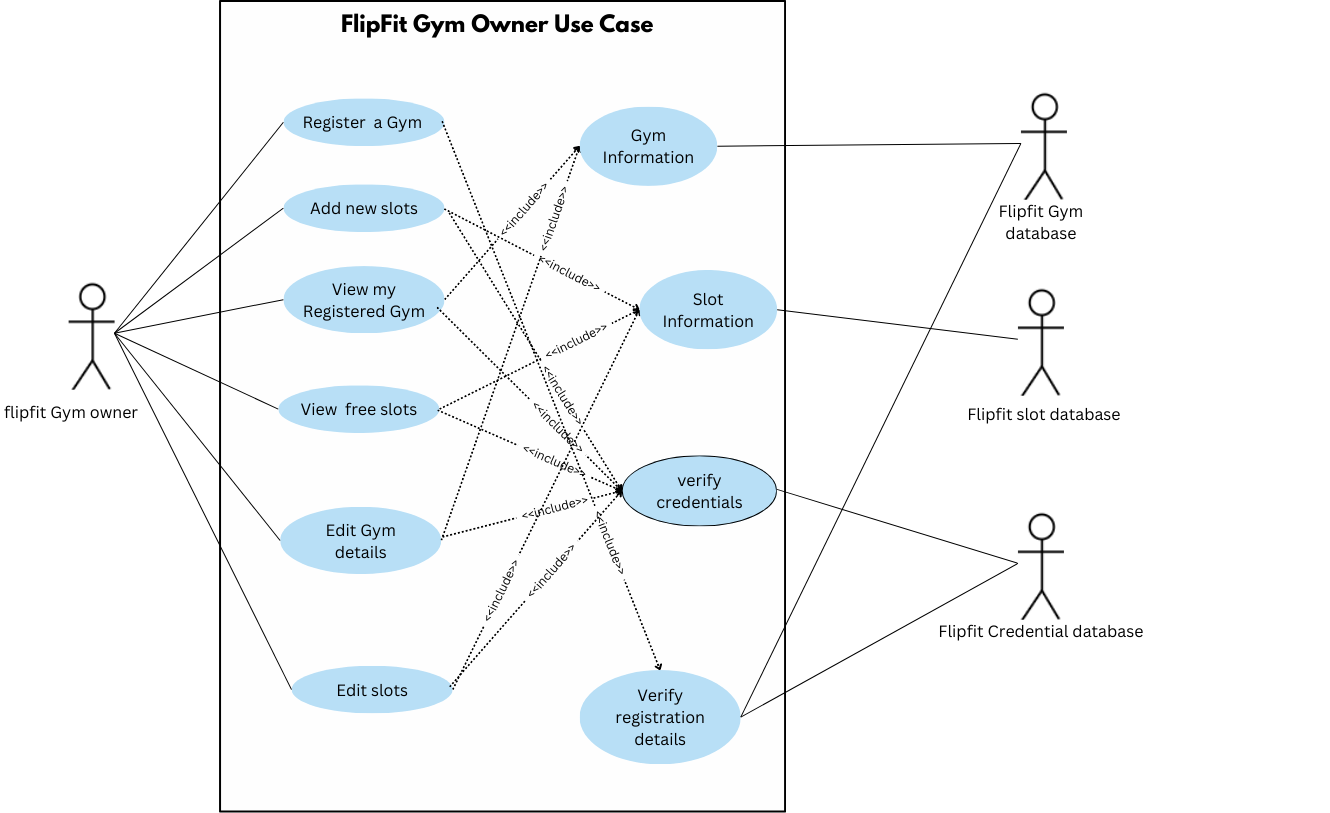 FlipFit Gym Owner Use Case
Register  a Gym
Add new slots
View my
Registered Gym
View  free slots
Edit Gym
details
Edit slots
flipfit Gym owner
<<include>>
<<include>>
<<include>>
<<include>>
<<include>>
<<include>>
<<include>>
<<include>>
<<include>>
<<include>>
<<include>>
Gym
Information
Slot
Information
verify
credentials
Verify
registration
details
Flipfit Gym
database
Flipfit slot database
Flipfit Credential database